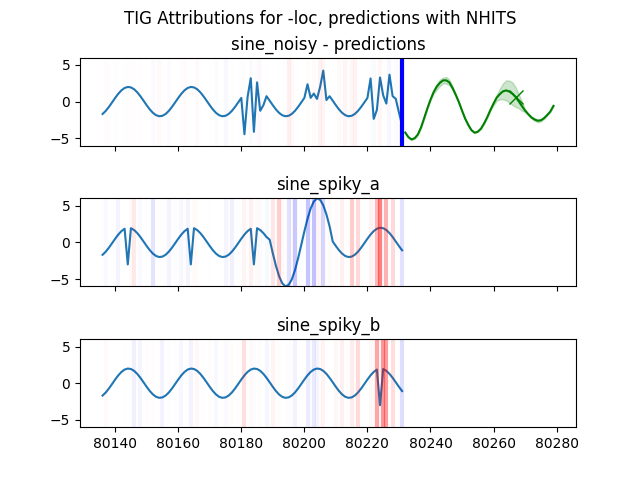 TIG Attributions for -loc, predictions with NHITS
sine_noisy - predictions
5
0
−5
sine_spiky_a
5
0
−5
sine_spiky_b
5
0
−5
80140 80160 80180 80200 80220 80240 80260 80280